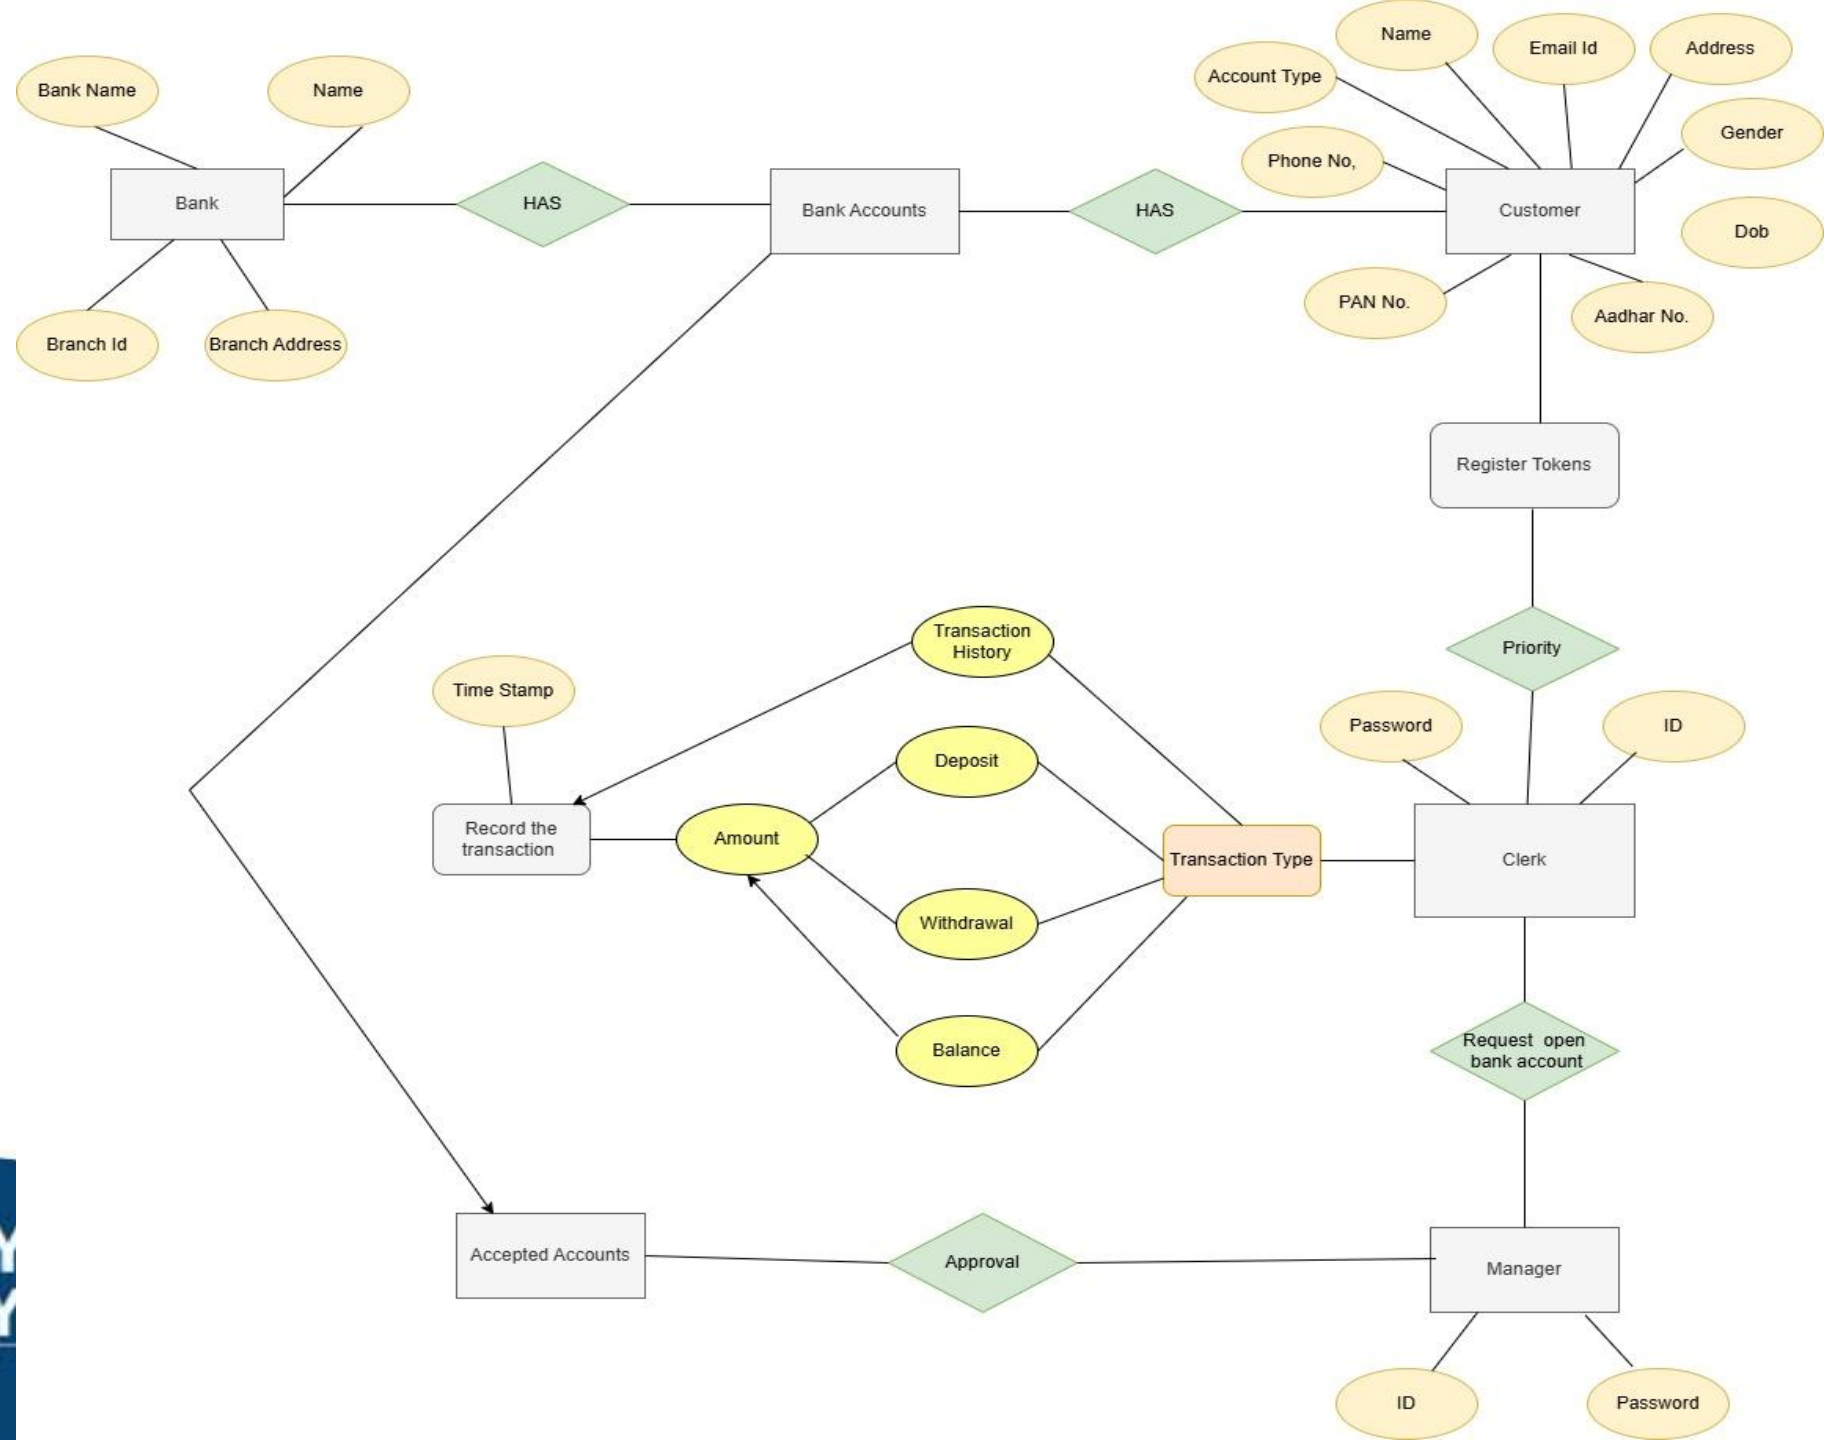 Name
Email Id
Address
Account Type
Bank Name
Name
Gender
Phone No,
Bank
HAS
Bank Accounts
HAS
Customer
Dob
PAN No.
Aadhar No.
Branch Id
Branch Address
Register Tokens
Transaction
History
Priority
Time Stamp
Password
ID
Deposit
Record the
transaction
Amount
Transaction Type
Clerk
Withdrawal
Balance
Request open
bank account
Accepted Accounts
Approval
Manager
ID
Password
Y
Y